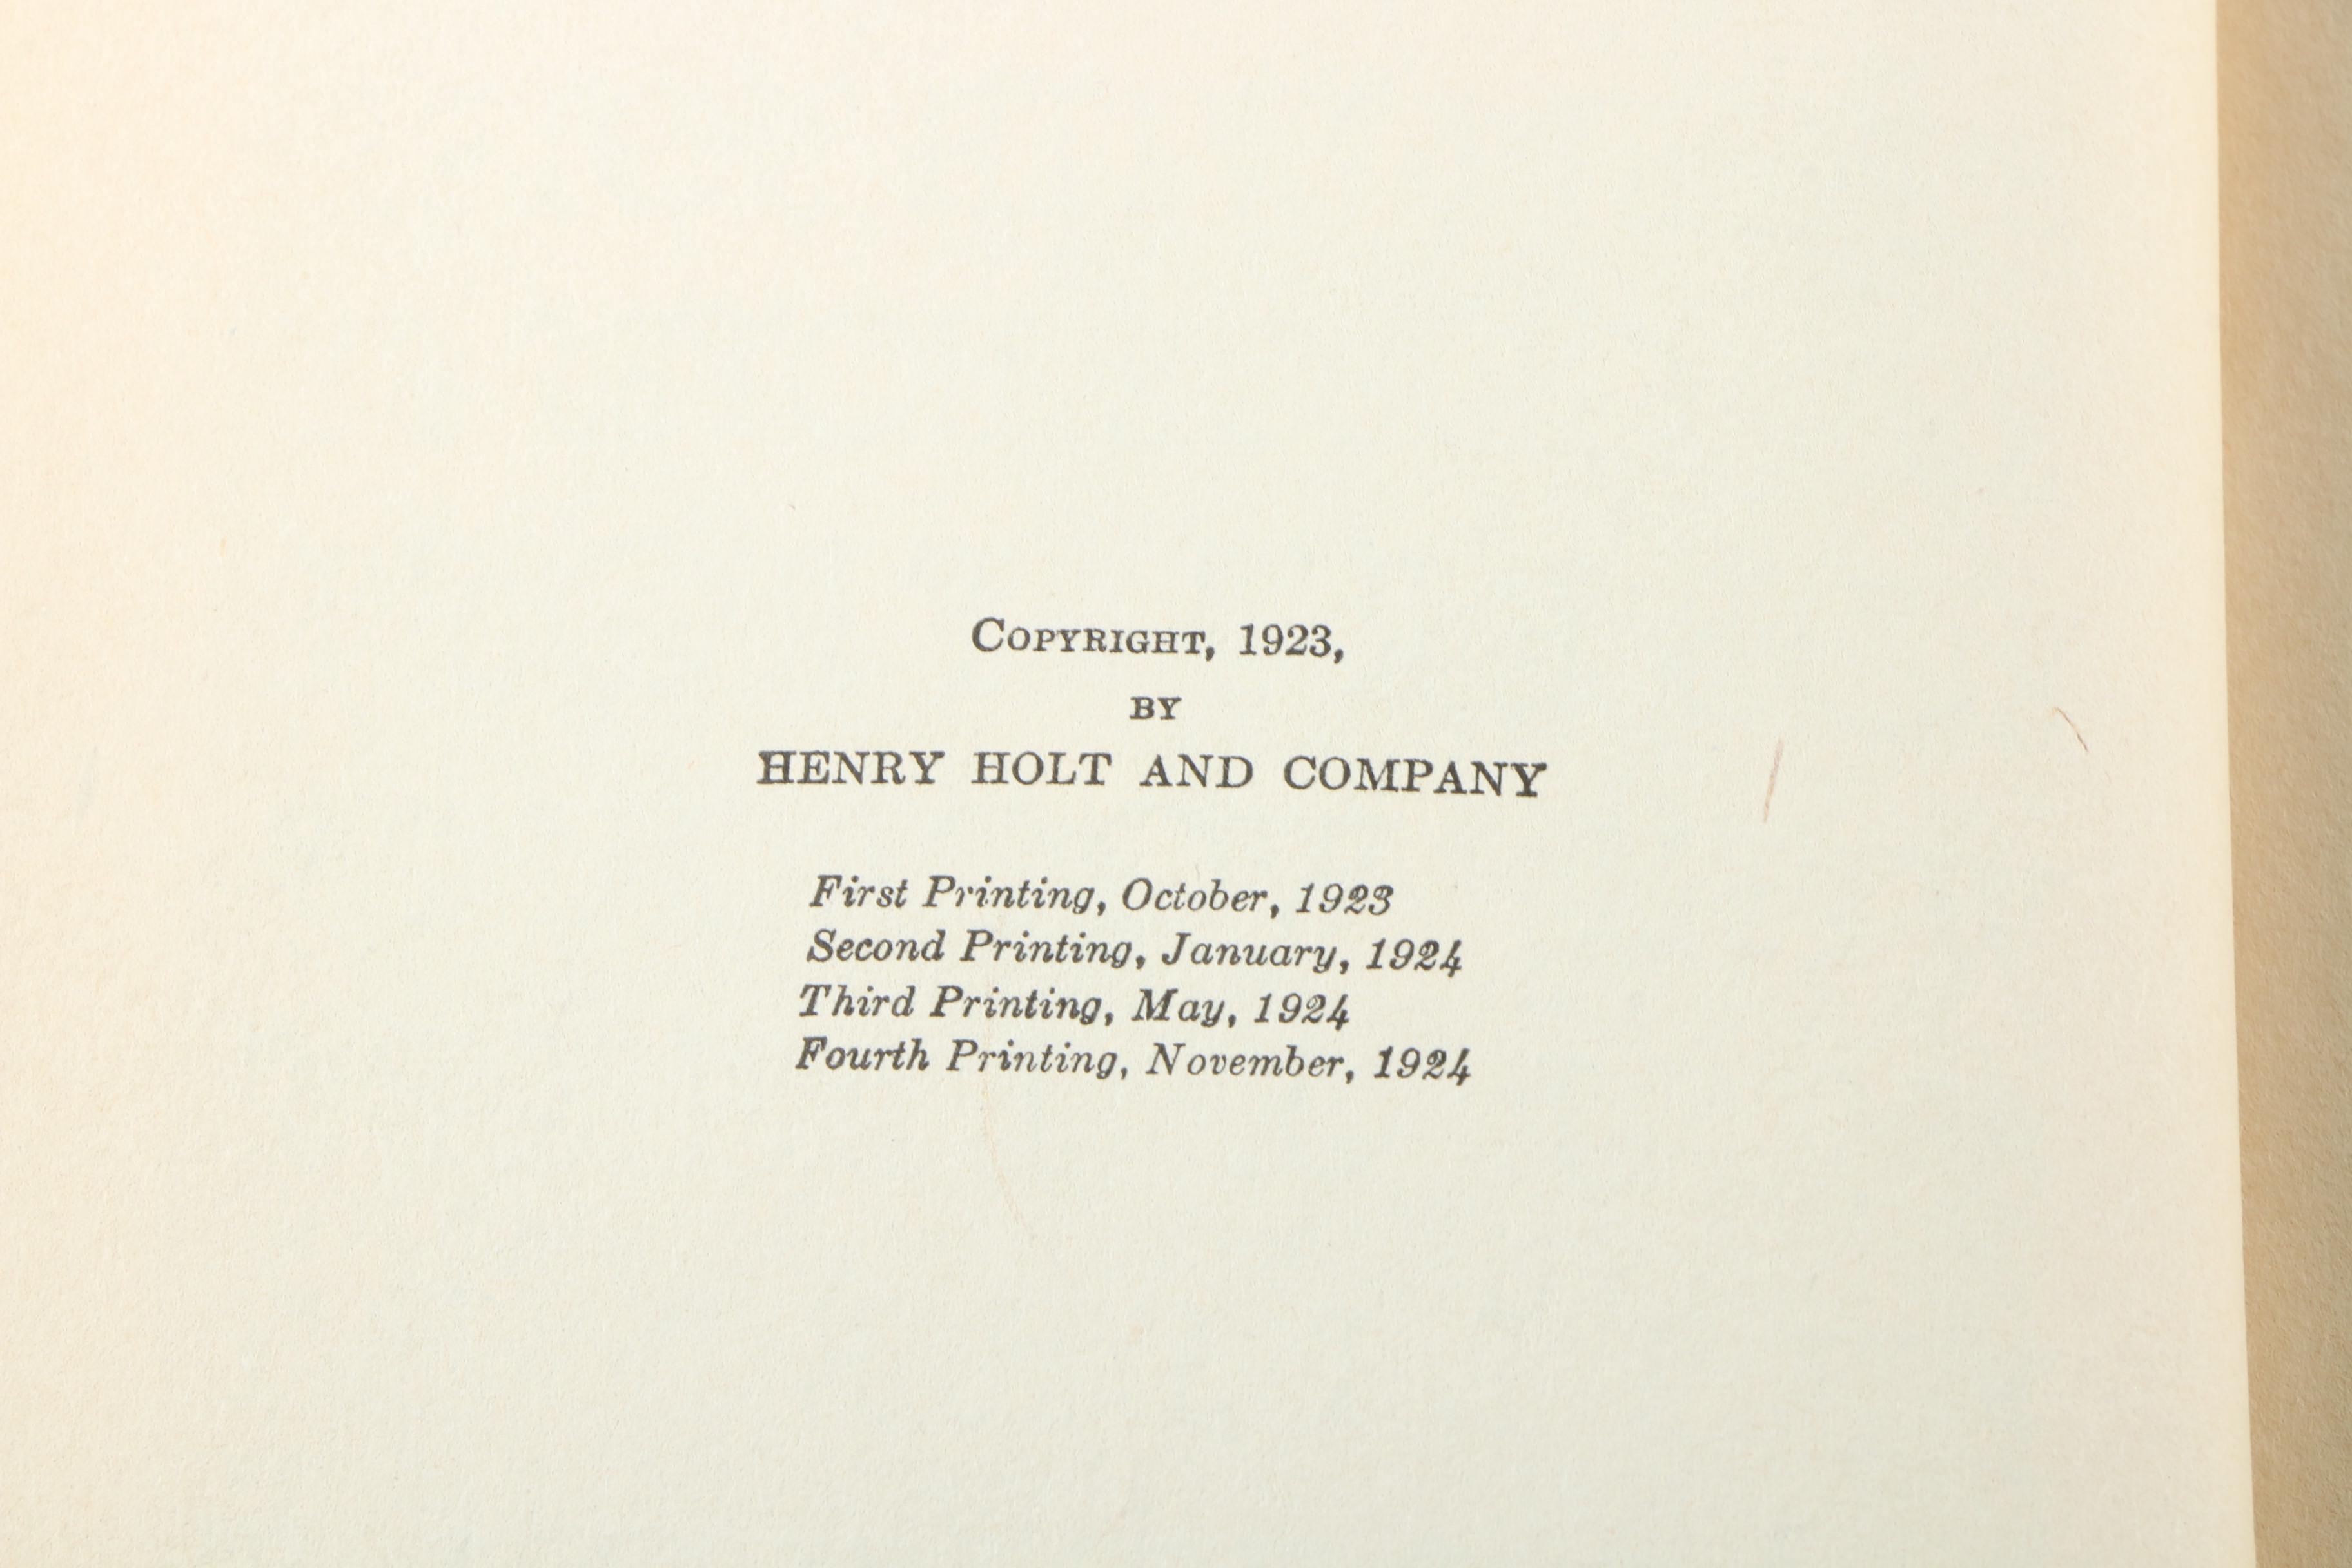 Copyright, 1923,
BY
HENRY HOLT AND COMPANY
First Printing, October, 1923
Second Printing, January, 1924
Third Printing, May, 1924
Fourth Printing, November, 1924